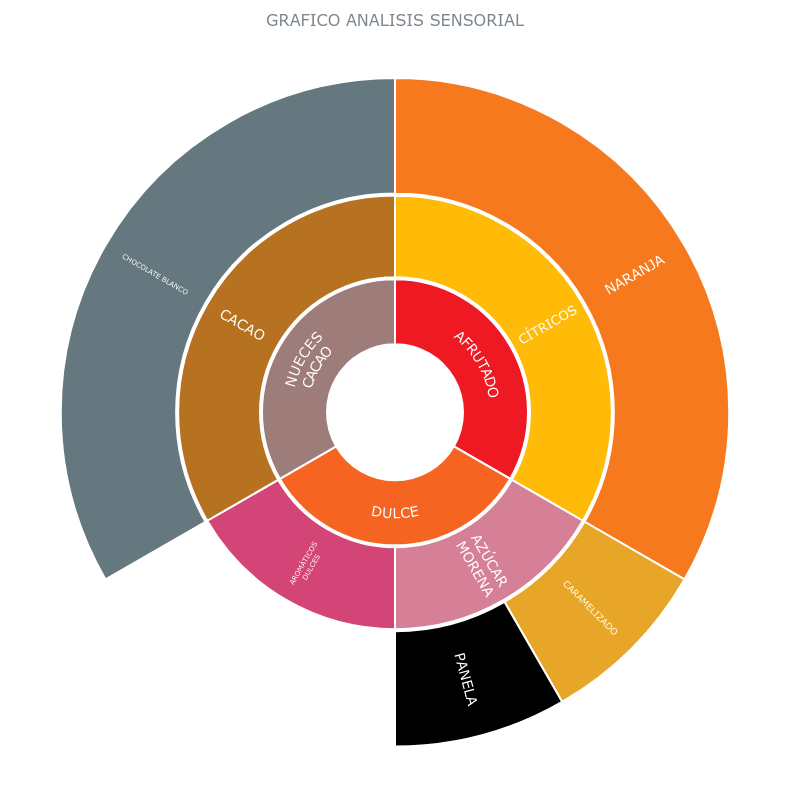 GRAFICO ANALISIS SENSORIAL
NARANJA
CHOCOLATE BLANCO
CÍTRICOS
CACAO
AFRUTADO
NUECES
CACAO
DULCE
AZÚCAR
MORENA
AROMÁTICOS
DULCES
CARAMELIZADO
PANELA